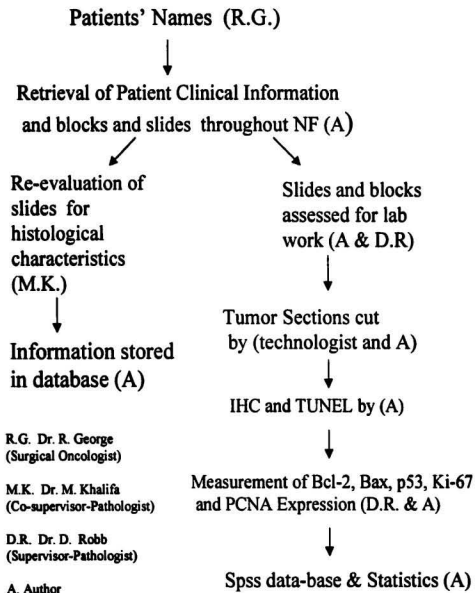 Patients' Names (R.G.)
Retrieval of Patient Clinical Information
and blocks and slides throughout NF (A)
Re-evaluation of
slides for
histological
characteristics
(M.K.)
Information stored
in database (A)
Slides and blocks
assessed for lab
work (A & D.R)
Tumor Sections cut
by (technologist and A)
IHC and TUNEL by (A)
Measurement of Bcl-2, Bax, p53, Ki-67
and PCNA Expression (D.R. & A)
Spss data-base & Statistics (A)
R.G. Dr. R. George
(Surgical Oncologist)
M.K. Dr. M. Khalifa
(Co-supervisor-Pathologist)
D.R. Dr. D. Robb
(Supervisor-Pathologist)
A. Author